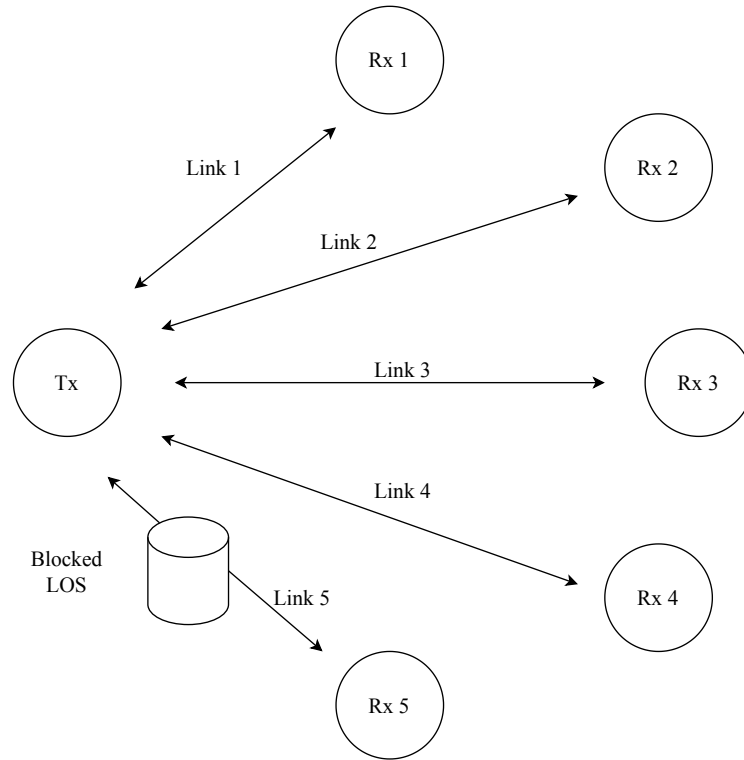 Rx 1
Link 1
Rx 2
Link 2
Link 3
Tx
Rx 3
Link 4
Blocked
LOS
Link 5
Rx 4
Rx 5